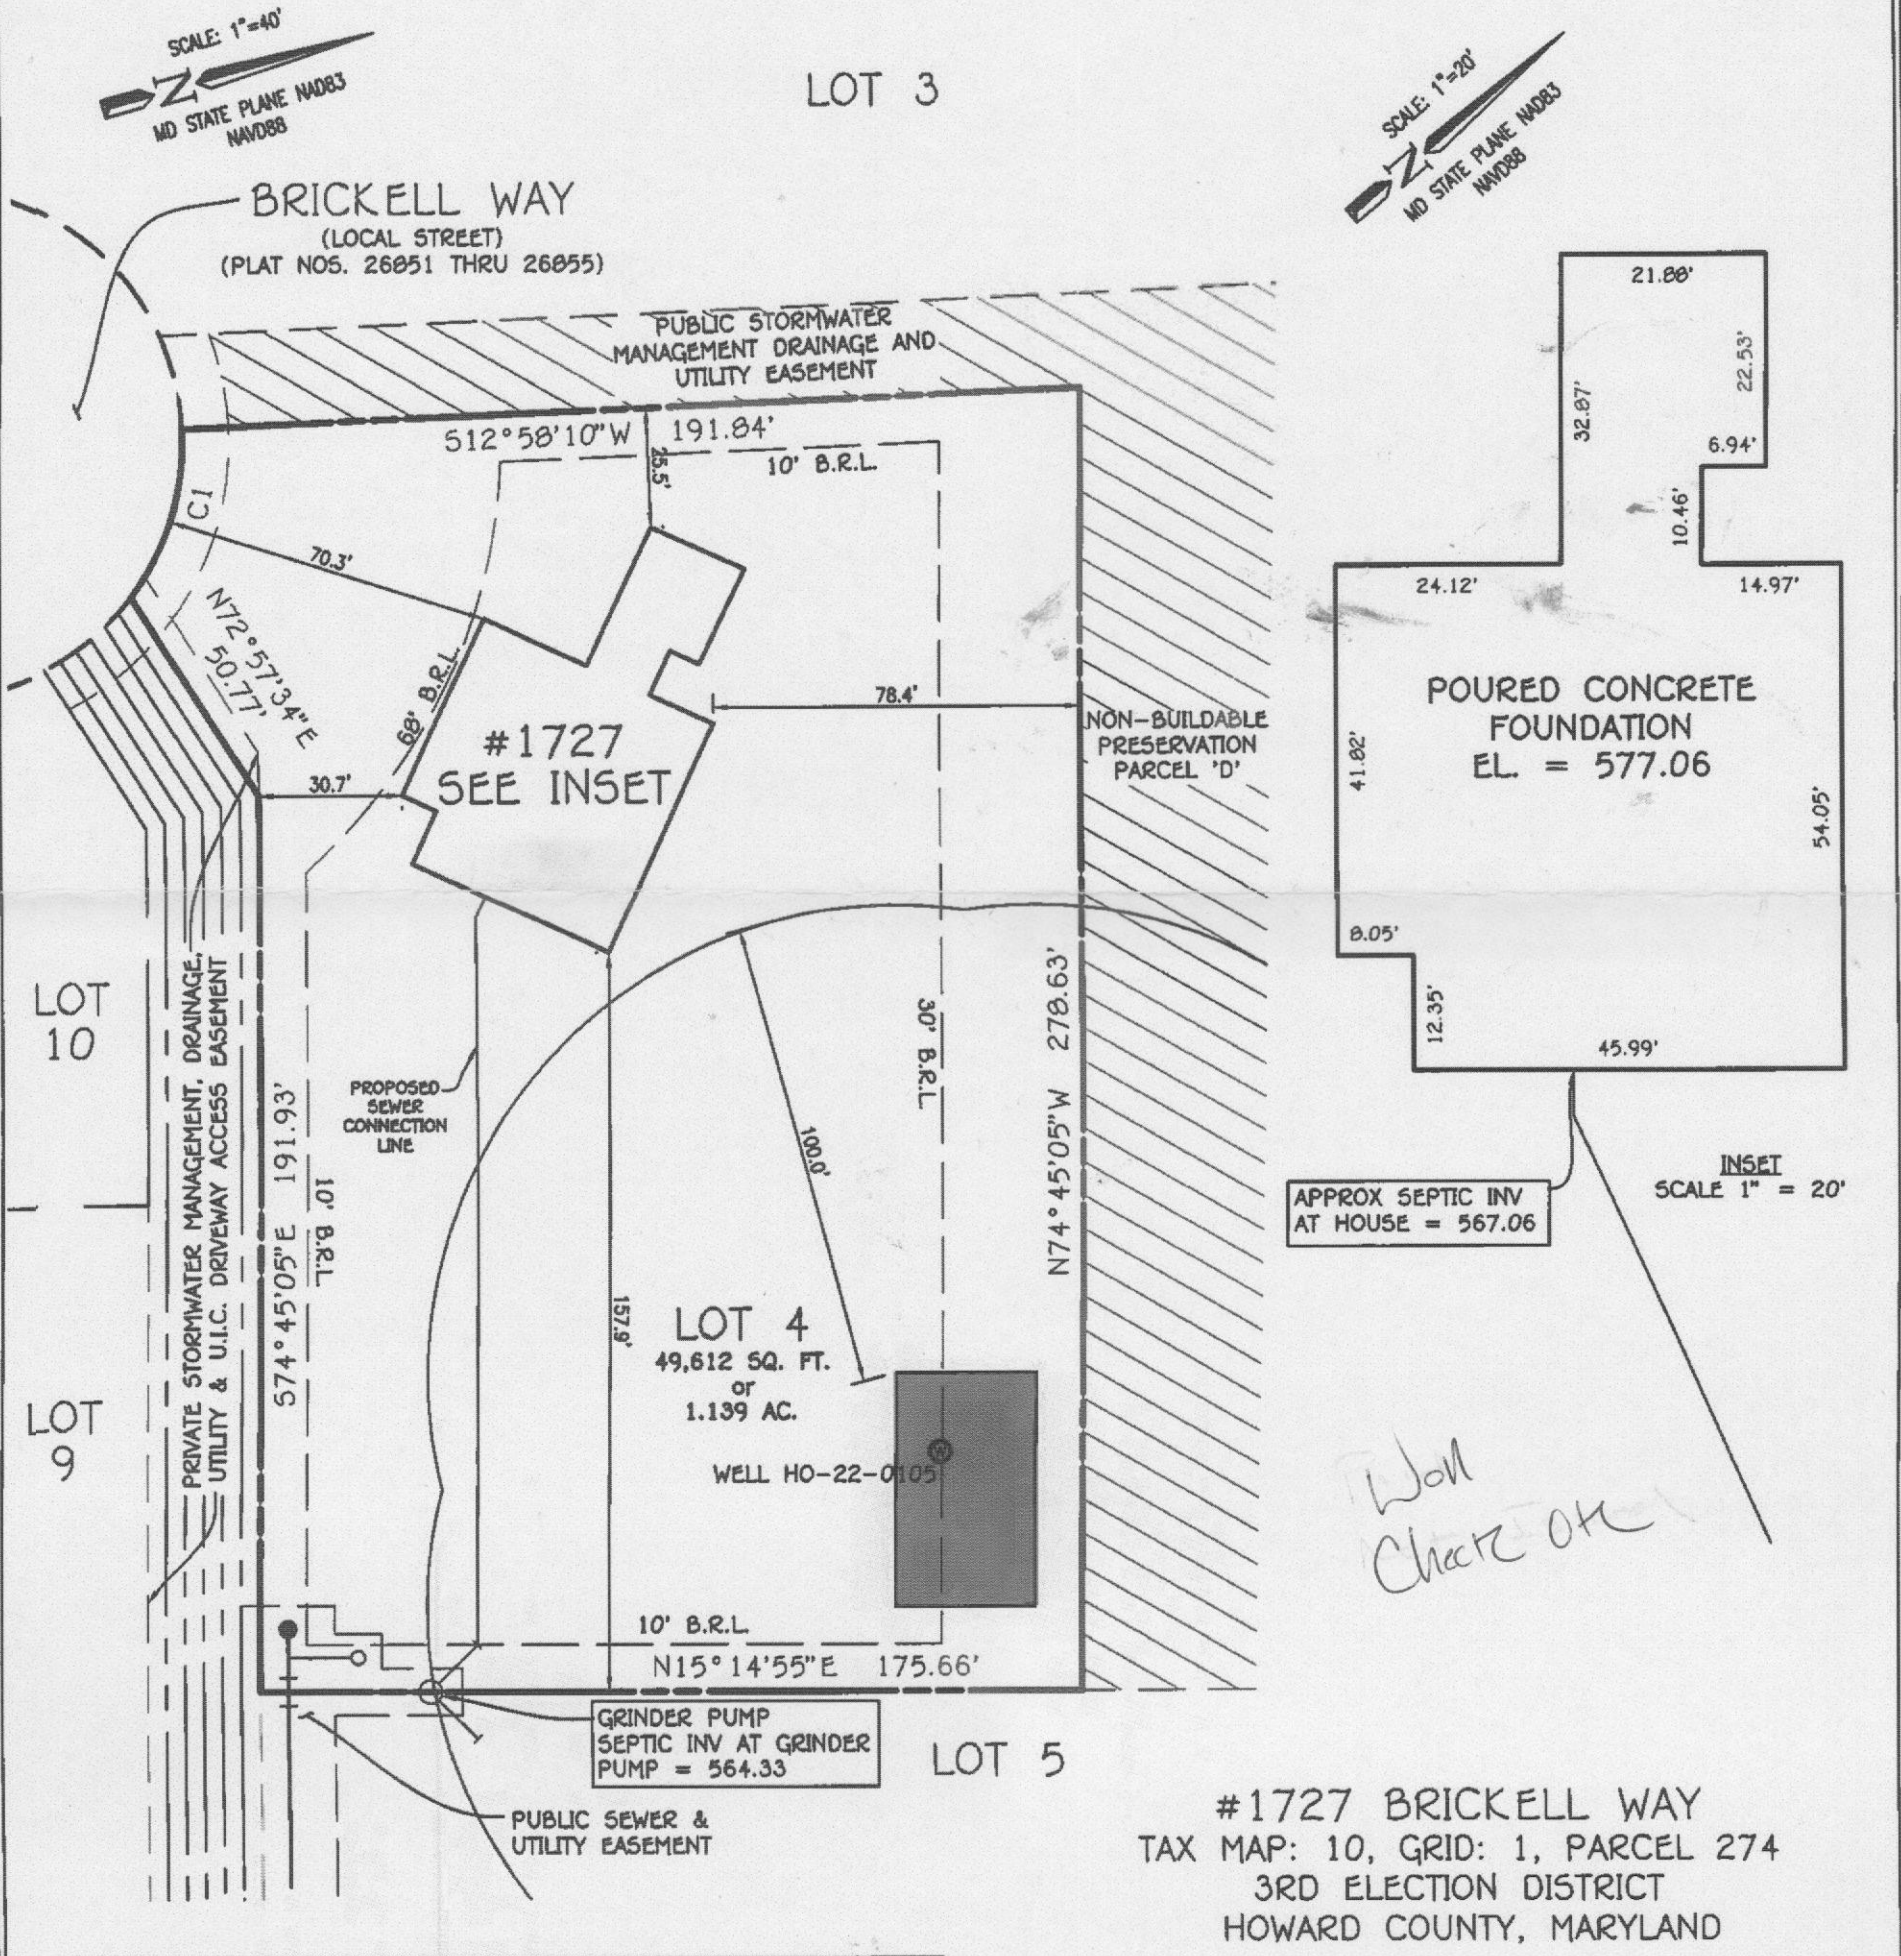 SCALE: 1"=40'
N
MD STATE PLANE NAD83
NAVD88
LOT 3
SCALE: 1"=20'
N
MD STATE PLANE NAD83
NAVD88
BRICKELL WAY
(LOCAL STREET)
(PLAT NOS. 26851 THRU 26855)
PUBLIC STORMWATER
MANAGEMENT DRAINAGE AND
UTILITY EASEMENT
S12°58'10"W 191.84'
10' B.R.L.
25.5'
C1
70.3'
N72°57'34"E
50.77'
68' B.R.L.
#1727
SEE INSET
30.7'
78.4'
NON-BUILDABLE
PRESERVATION
PARCEL 'D'
21.88'
22.53'
32.87'
6.94'
10.46'
24.12'
14.97'
POURED CONCRETE
FOUNDATION
EL. = 577.06
41.82'
54.05'
8.05'
12.35'
45.99'
INSET
SCALE 1" = 20'
APPROX SEPTIC INV
AT HOUSE = 567.06
LOT
10
LOT
9
PRIVATE STORMWATER MANAGEMENT, DRAINAGE,
UTILITY & U.I.C. DRIVEWAY ACCESS EASEMENT
S74°45'05"E 191.93'
10' B.R.L.
PROPOSED
SEWER
CONNECTION
LINE
100.0'
30' B.R.L.
N74°45'05"W 278.63'
157.9'
LOT 4
49,612 SQ. FT.
or
1.139 AC.
WELL HO-22-0105
W
10' B.R.L.
N15°14'55"E 175.66'
GRINDER PUMP
SEPTIC INV AT GRINDER
PUMP = 564.33
LOT 5
PUBLIC SEWER &
UTILITY EASEMENT
Check OK
#1727 BRICKELL WAY
TAX MAP: 10, GRID: 1, PARCEL 274
3RD ELECTION DISTRICT
HOWARD COUNTY, MARYLAND